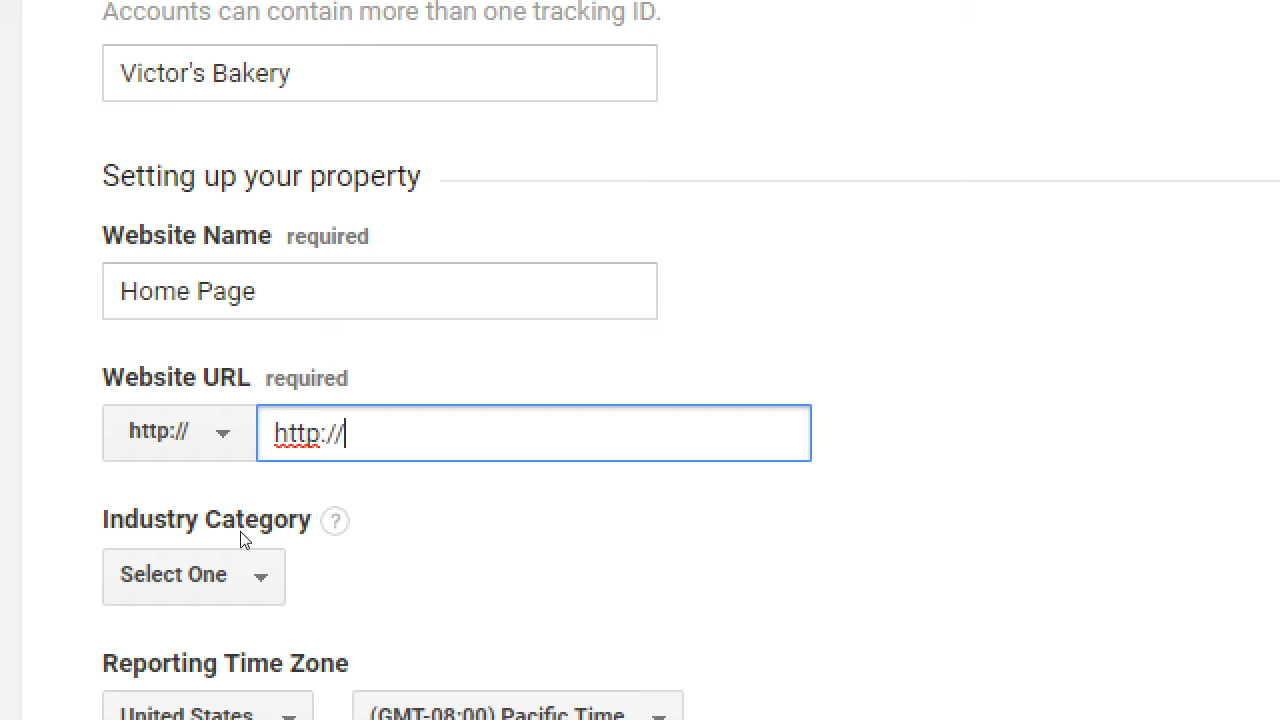 Accounts can contain more than one tracking ID.
Victor's Bakery
Setting up your property
Website Name required
Home Page
Website URL required
http:// http://
Industry Category ?
Select One
Reporting Time Zone
United States (GMT-08:00) Pacific Time